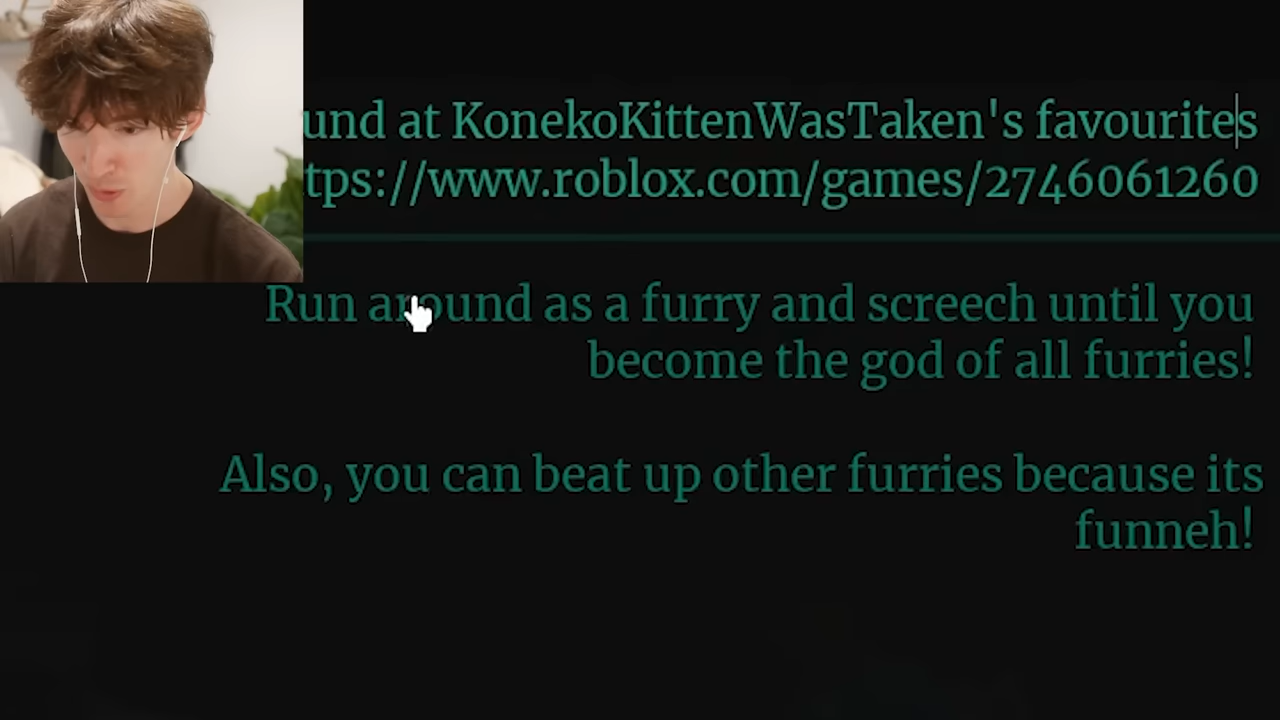 und at KonekoKittenWasTaken's favourites
tps://www.roblox.com/games/2746061260
Run around as a furry and screech until you
become the god of all furries!
Also, you can beat up other furries because its
funneh!